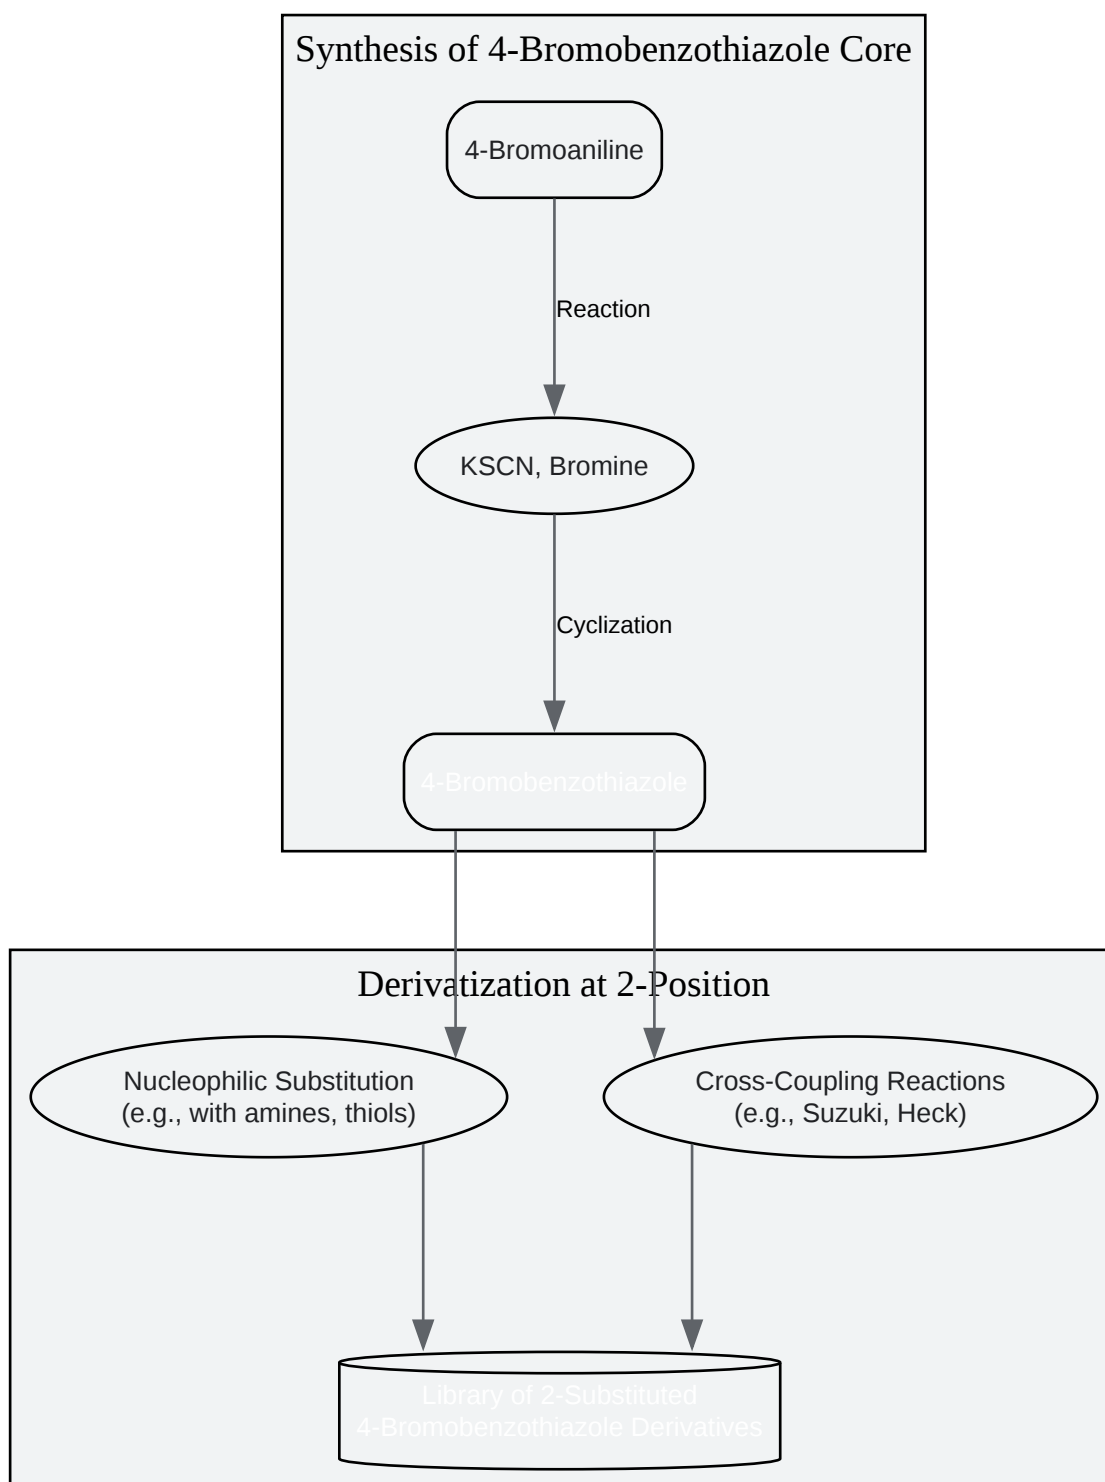 Synthesis of 4-Bromobenzothiazole Core
4-Bromoaniline
Reaction
KSCN, Bromine
Cyclization
4-Bromobenzothiazole
Derivatization at 2-Position
Nucleophilic Substitution
(e.g., with amines, thiols)
Cross-Coupling Reactions
(e.g., Suzuki, Heck)
Library of 2-Substituted
4-Bromobenzothiazole Derivatives